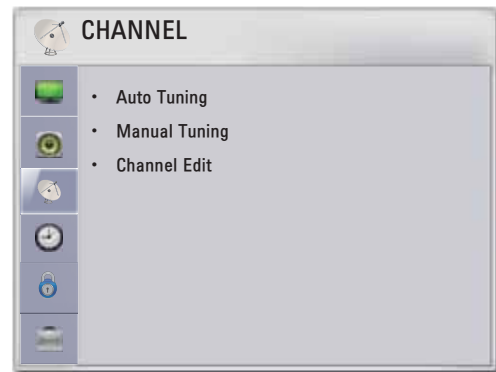 CHANNEL
• Auto Tuning
• Manual Tuning
• Channel Edit